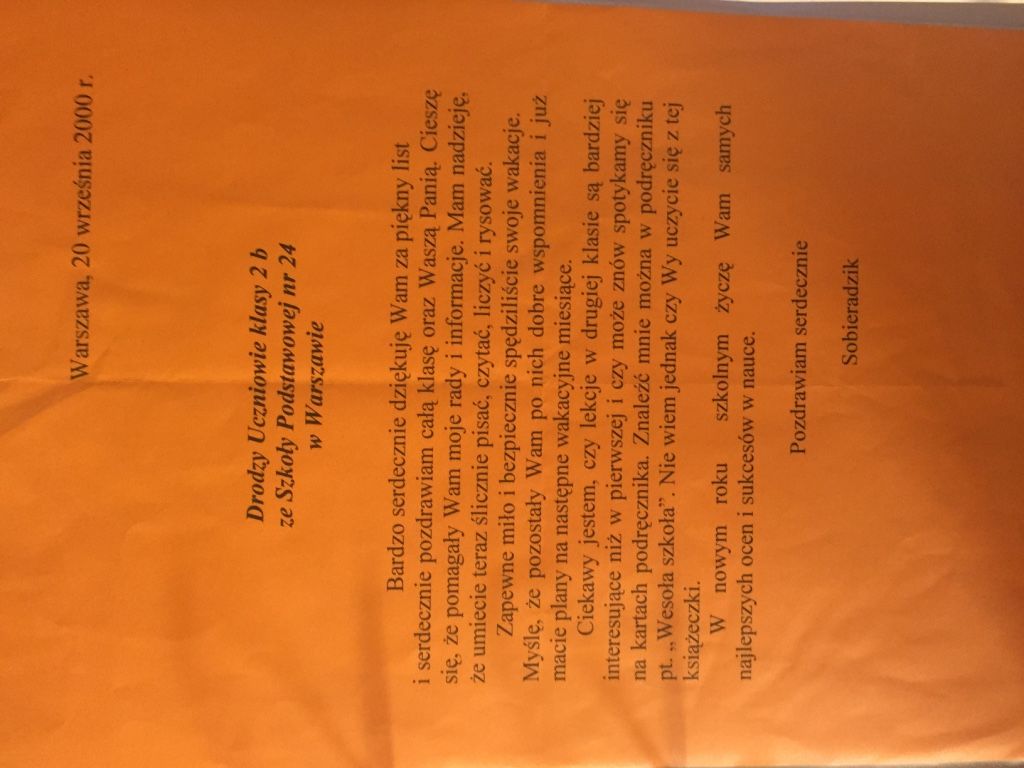 Warszawa, 20 września 2000 r.
Drodzy Uczniowie klasy 2 b
ze Szkoły Podstawowej nr 24
w Warszawie
Bardzo serdecznie dziękuję Wam za piękny list
i serdecznie pozdrawiam całą klasę oraz Waszą Panią. Cieszę
się, że pomagały Wam moje rady i informacje. Mam nadzieję,
że umiecie teraz ślicznie pisać, czytać, liczyć i rysować.
Zapewne miło i bezpiecznie spędziliście swoje wakacje.
Myślę, że pozostały Wam po nich dobre wspomnienia i już
macie plany na następne wakacyjne miesiące.
Ciekawy jestem, czy lekcje w drugiej klasie są bardziej
interesujące niż w pierwszej i czy może znów spotykamy się
na kartach podręcznika. Znaleźć mnie można w podręczniku
pt. „Wesoła szkoła”. Nie wiem jednak czy Wy uczycie się z tej
książeczki.
W nowym roku szkolnym życzę Wam samych
najlepszych ocen i sukcesów w nauce.
Pozdrawiam serdecznie
Sobieradzik